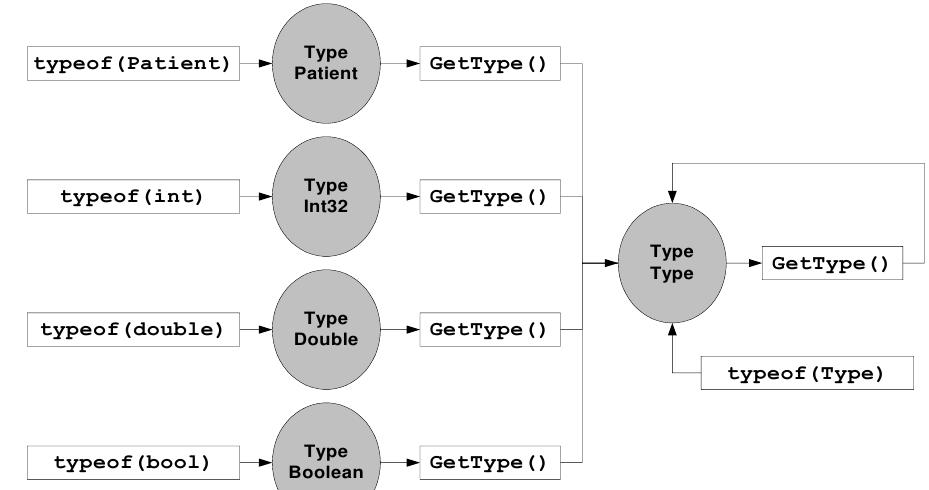 typeof(Patient)
Type
Patient
GetType()
typeof(int)
Type
Int32
GetType()
Type
Type
GetType()
typeof(double)
Type
Double
GetType()
typeof(Type)
typeof(bool)
Type
Boolean
GetType()